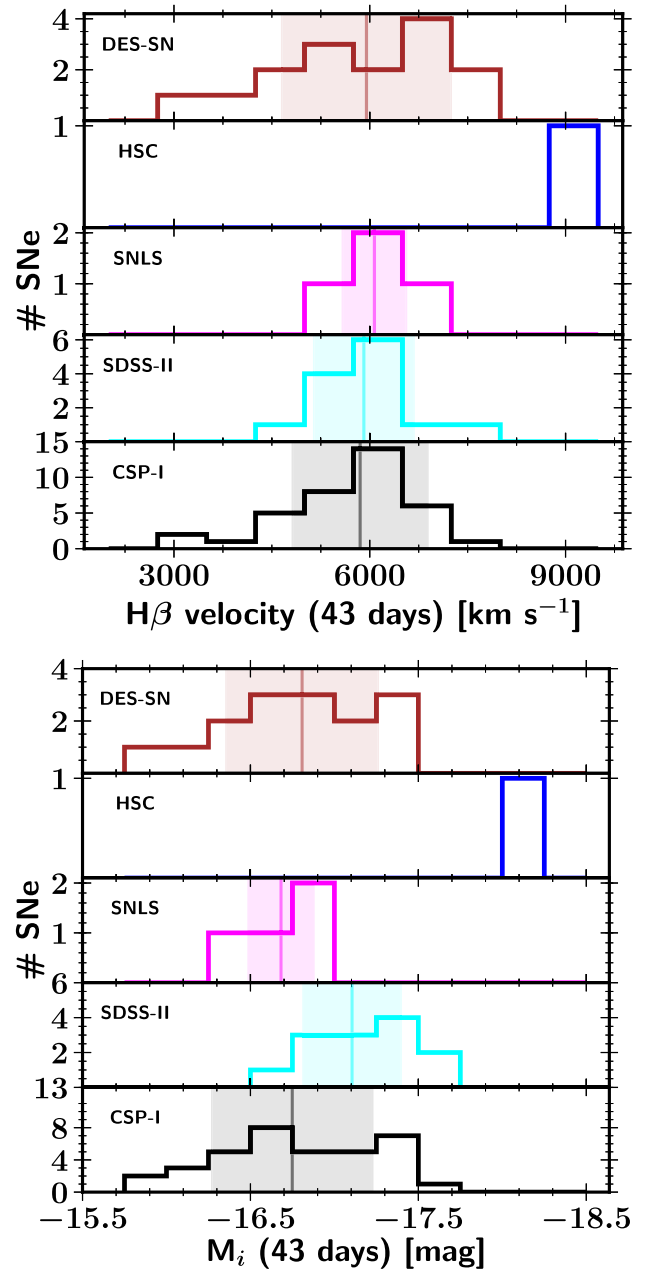 4
DES-SN
2
1
1
HSC
2
SNLS
1
# SNe
6
6
SDSS-II
4
2
15
CSP-I
10
5
0
3000 6000 9000
Hβ velocity (43 days) [km s⁻¹]
4
DES-SN
2
1
1
HSC
2
SNLS
1
# SNe
6
SDSS-II
4
2
13
CSP-I
8
4
0
−15.5 −16.5 −17.5 −18.5
Mᵢ (43 days) [mag]